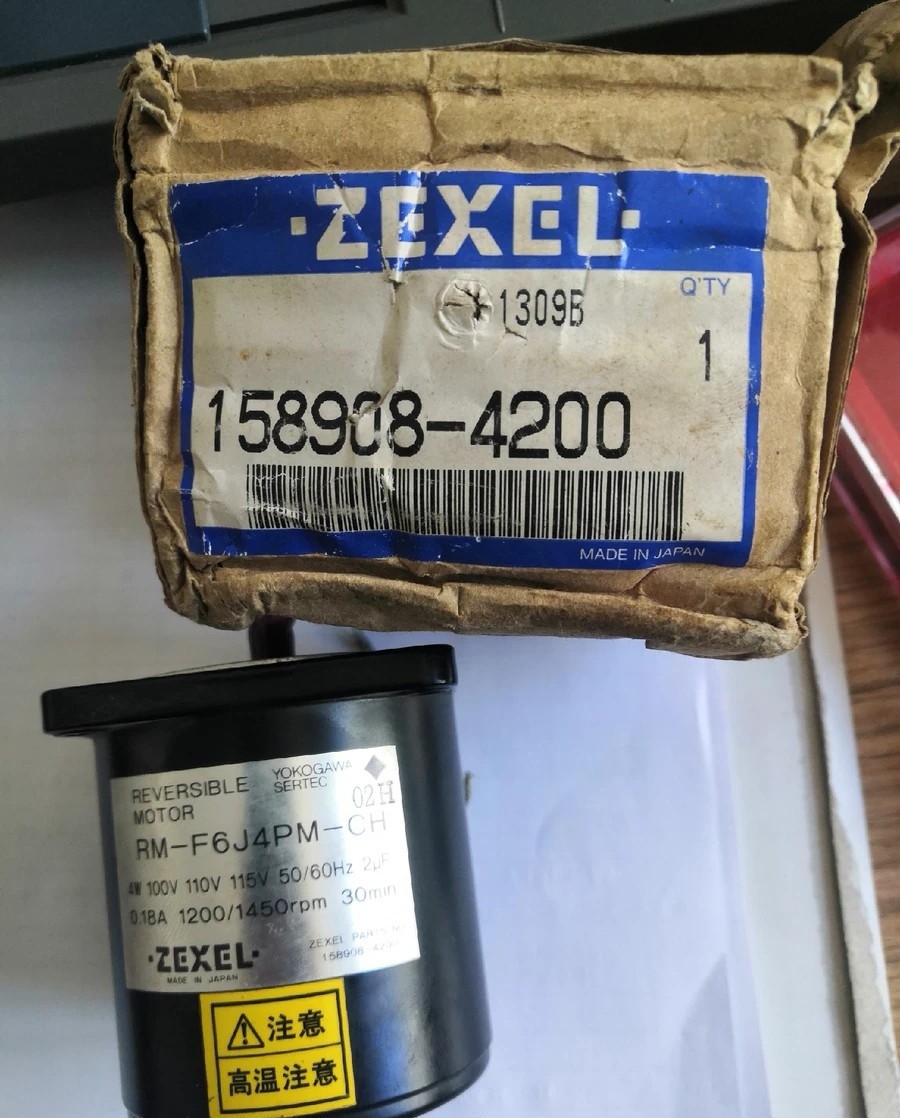 ·ZEXEL·
Q'TY
1309B
1
158908-4200
MADE IN JAPAN
REVERSIBLE
MOTOR
YOKOGAWA
SERTEC
02H
RM-F6J4PM-CH
4W 100V 110V 115V 50/60Hz 2μF
0.18A 1200/1450rpm 30min
·ZEXEL·
MADE IN JAPAN
ZEXEL PARTS
注意
高温注意